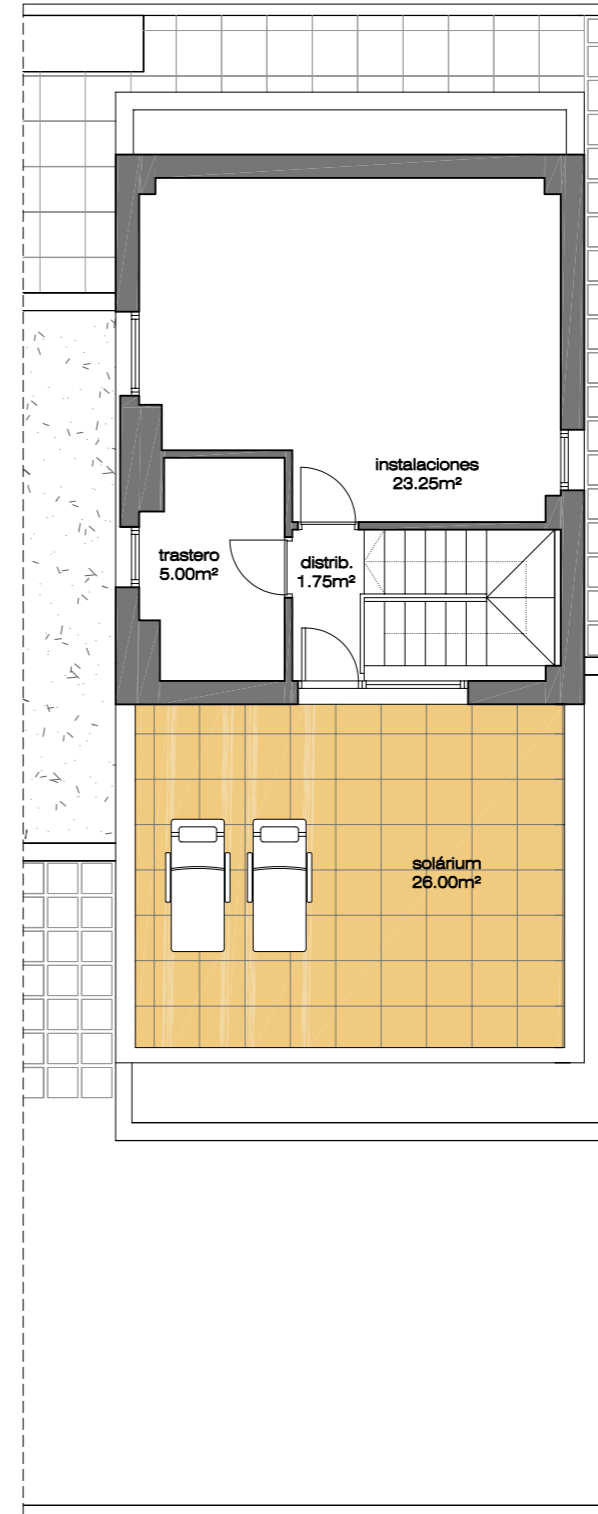 instalaciones
23.25m²
trastero
5.00m²
distrib.
1.75m²
solárium
26.00m²